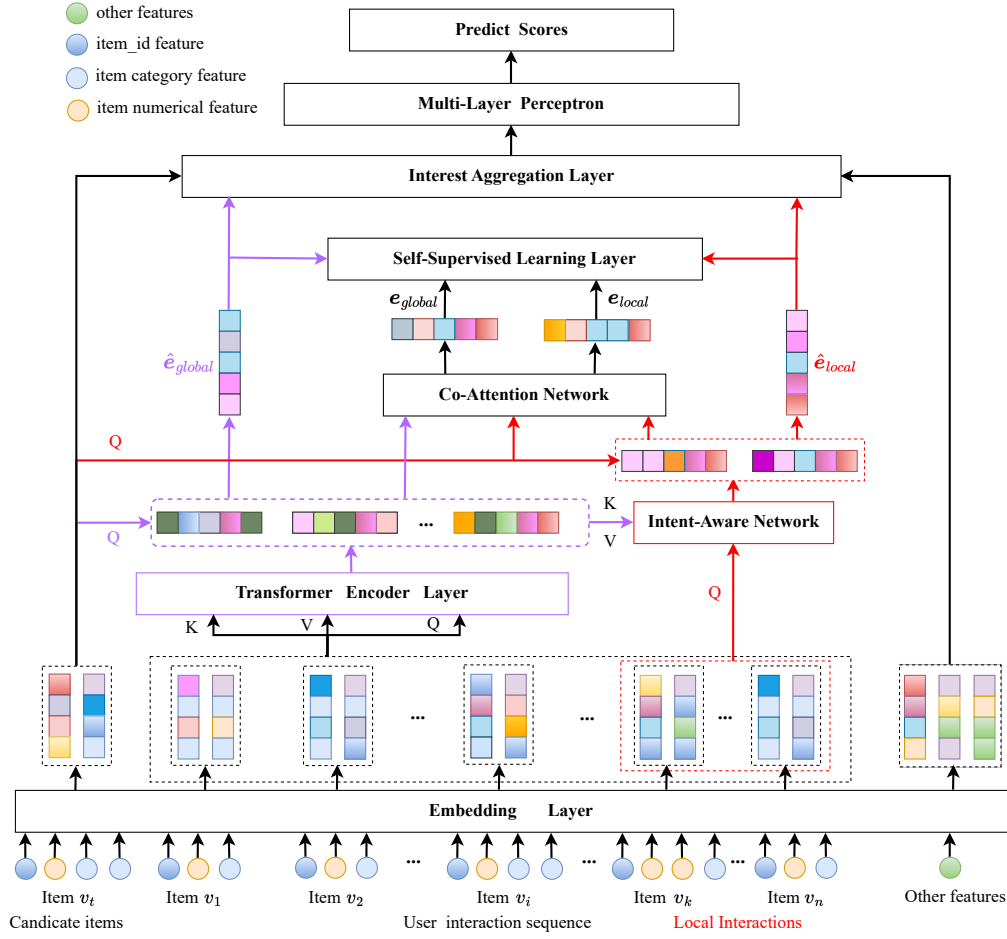 other features
item_id feature
item category feature
item numerical feature
Predict Scores
Multi-Layer Perceptron
Interest Aggregation Layer
Self-Supervised Learning Layer
e_global
e_local
ê_global
ê_local
Co-Attention Network
Q
Q
K
V
Intent-Aware Network
...
Transformer Encoder Layer
K
V
Q
Q
...
...
...
Embedding Layer
...
...
...
Item v_t
Item v_1
Item v_2
Item v_i
Item v_k
Item v_n
Other features
Candicate items
User interaction sequence
Local Interactions